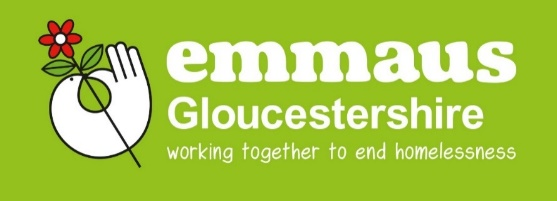 emmaus
Gloucestershire
working together to end homelessness